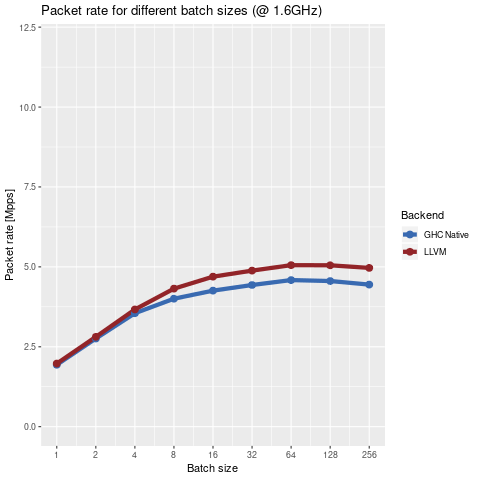 Packet rate for different batch sizes (@ 1.6GHz)
12.5
10.0
7.5
5.0
2.5
0.0
Packet rate [Mpps]
1 2 4 8 16 32 64 128 256
Batch size
Backend
GHC Native
LLVM